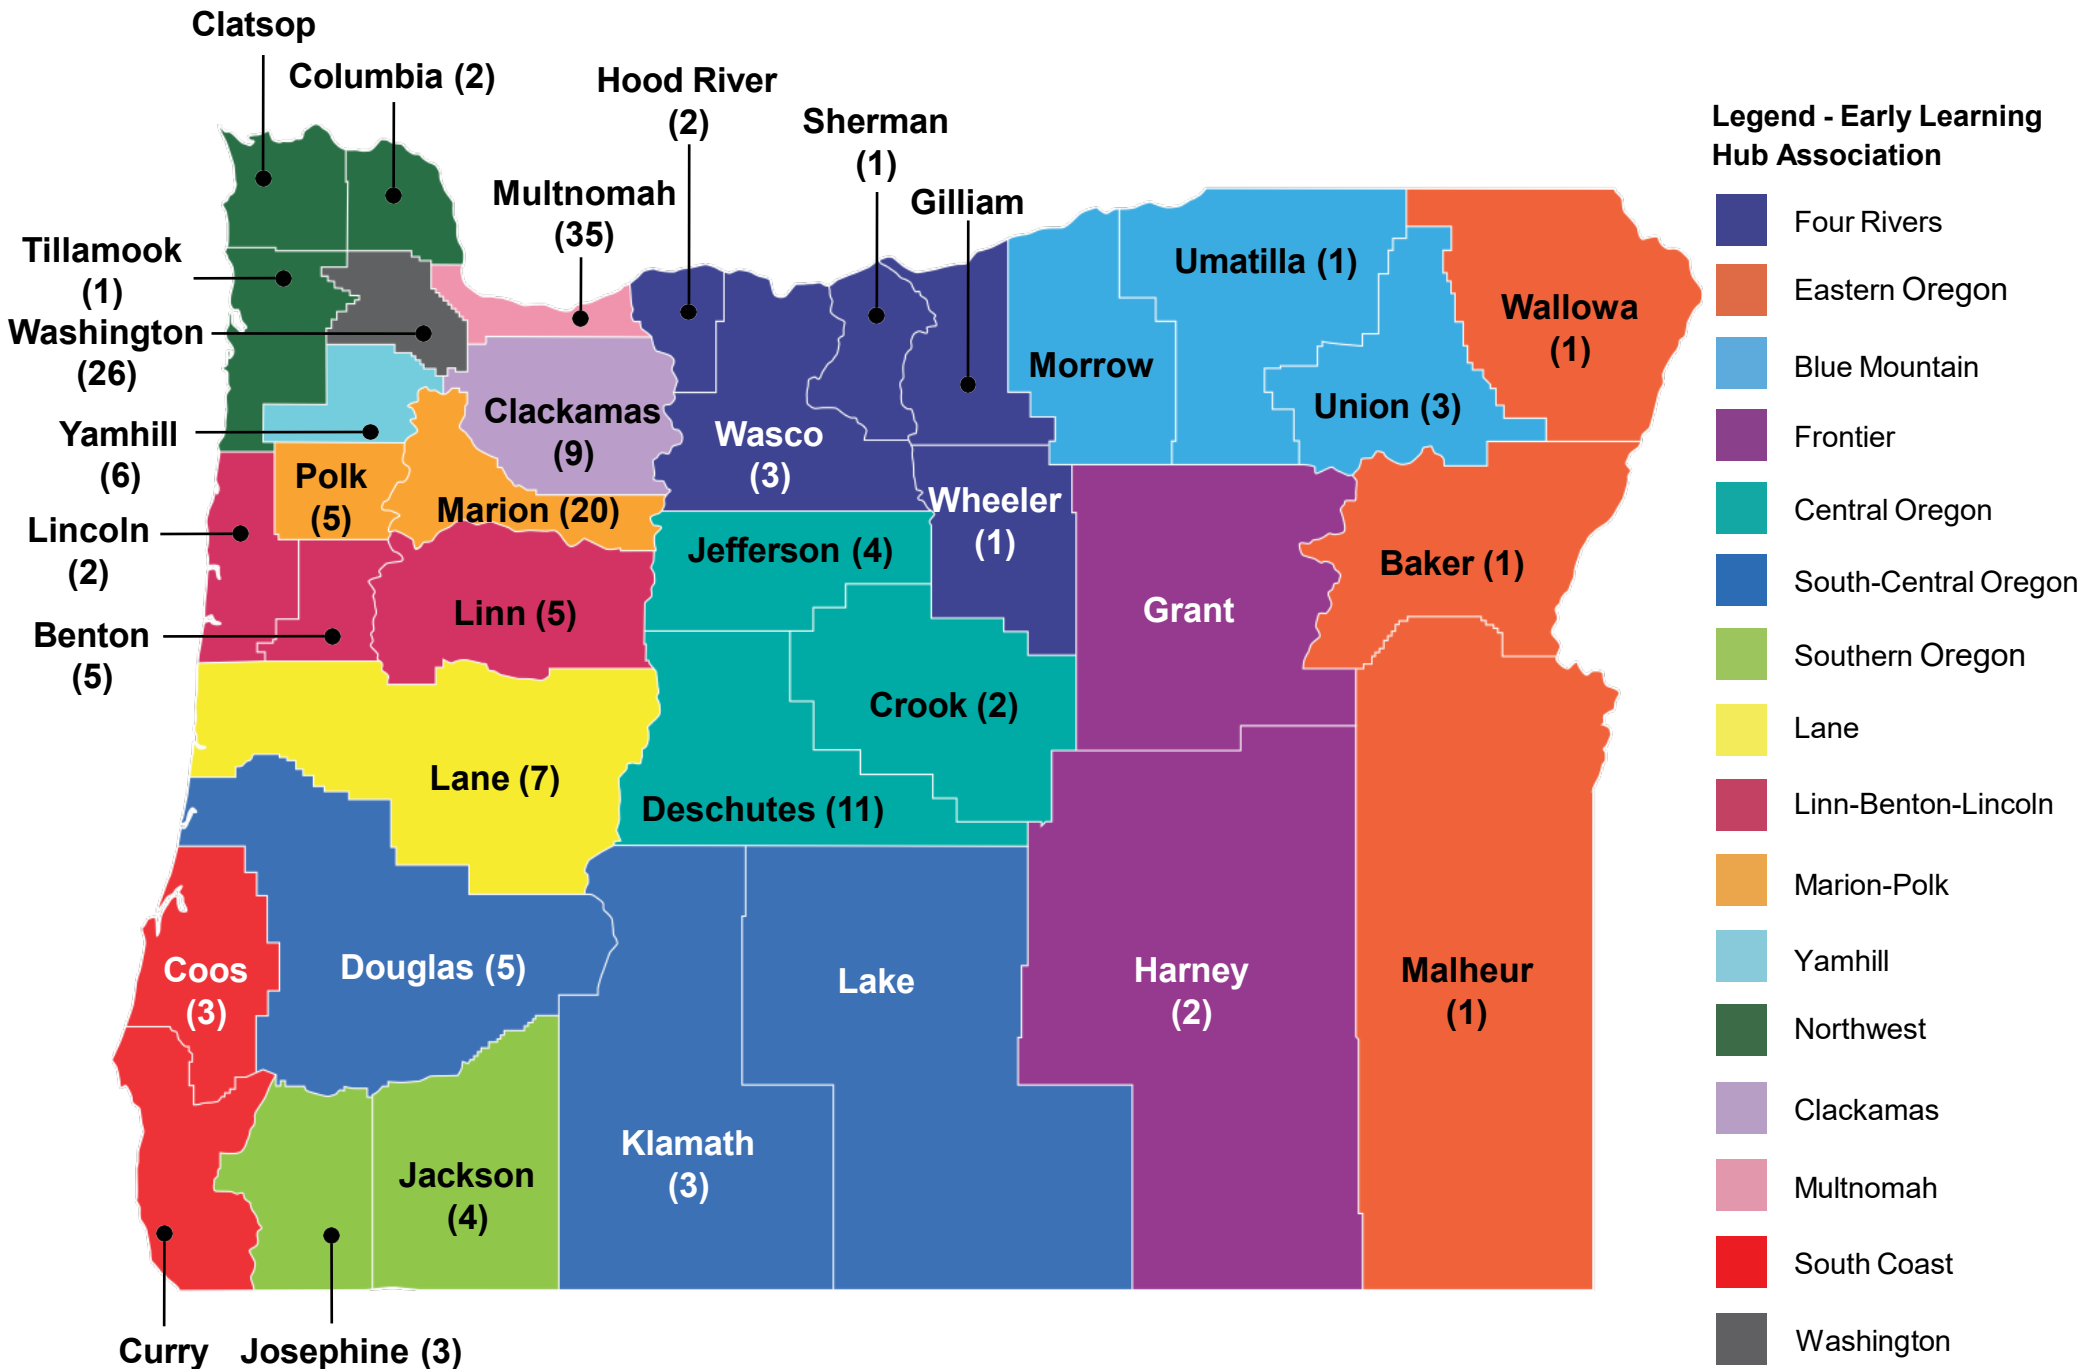 Clatsop
Columbia (2)
Hood River
(2)
Sherman
(1)
Multnomah
(35)
Gilliam
Tillamook
(1)
Washington
(26)
Umatilla (1)
Wallowa
(1)
Morrow
Union (3)
Clackamas
(9)
Wasco
(3)
Yamhill
(6)
Polk
(5)
Marion (20)
Wheeler
(1)
Lincoln
(2)
Jefferson (4)
Baker (1)
Linn (5)
Grant
Benton
(5)
Crook (2)
Lane (7)
Deschutes (11)
Coos
(3)
Douglas (5)
Lake
Harney
(2)
Malheur
(1)
Klamath
(3)
Jackson
(4)
Curry
Josephine (3)
Legend - Early Learning
Hub Association
Four Rivers
Eastern Oregon
Blue Mountain
Frontier
Central Oregon
South-Central Oregon
Southern Oregon
Lane
Linn-Benton-Lincoln
Marion-Polk
Yamhill
Northwest
Clackamas
Multnomah
South Coast
Washington